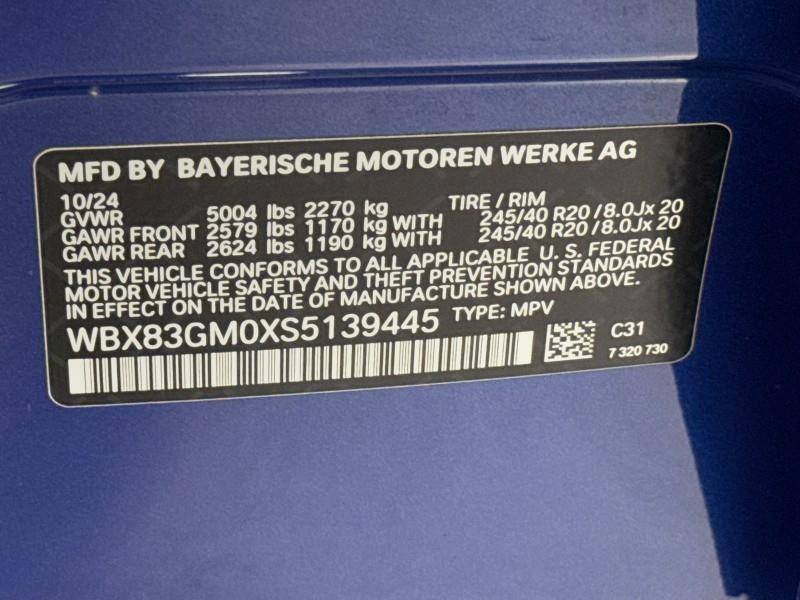 MFD BY BAYERISCHE MOTOREN WERKE AG
10/24 TIRE / RIM
GVWR 5004 lbs 2270 kg
GAWR FRONT 2579 lbs 1170 kg WITH 245/40 R20 / 8.0Jx 20
GAWR REAR 2624 lbs 1190 kg WITH 245/40 R20 / 8.0Jx 20
THIS VEHICLE CONFORMS TO ALL APPLICABLE U. S. FEDERAL
MOTOR VEHICLE SAFETY AND THEFT PREVENTION STANDARDS
IN EFFECT ON THE DATE OF MANUFACTURE SHOWN ABOVE.
WBX83GM0XS5139445 TYPE: MPV
C31
7 320 730